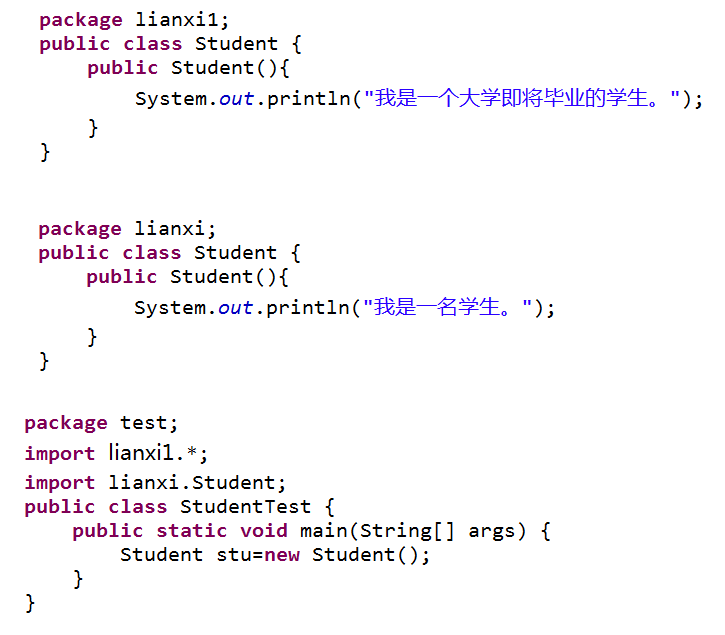 package lianxi1;
public class Student {
public Student(){
System.out.println("我是一个大学即将毕业的学生。");
}
}
package lianxi;
public class Student {
public Student(){
System.out.println("我是一名学生。");
}
}
package test;
import lianxi1.*;
import lianxi.Student;
public class StudentTest {
public static void main(String[] args) {
Student stu=new Student();
}
}